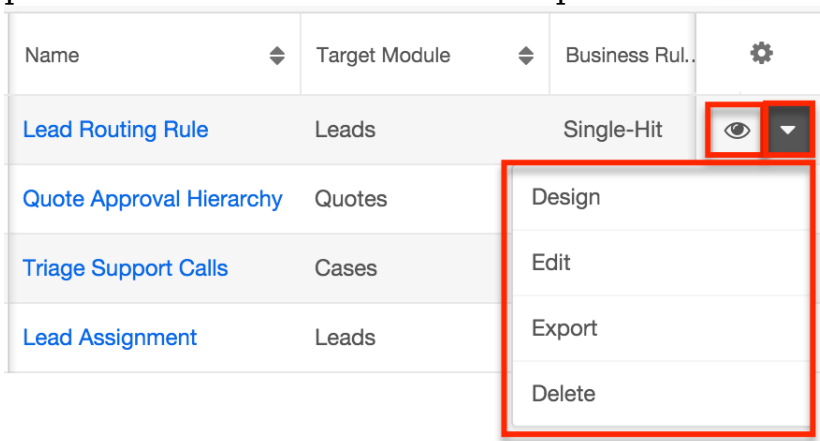 Name Target Module Business Rul..
Lead Routing Rule Leads Single-Hit
Quote Approval Hierarchy Quotes Design
Triage Support Calls Cases Edit
Lead Assignment Leads Export
Delete